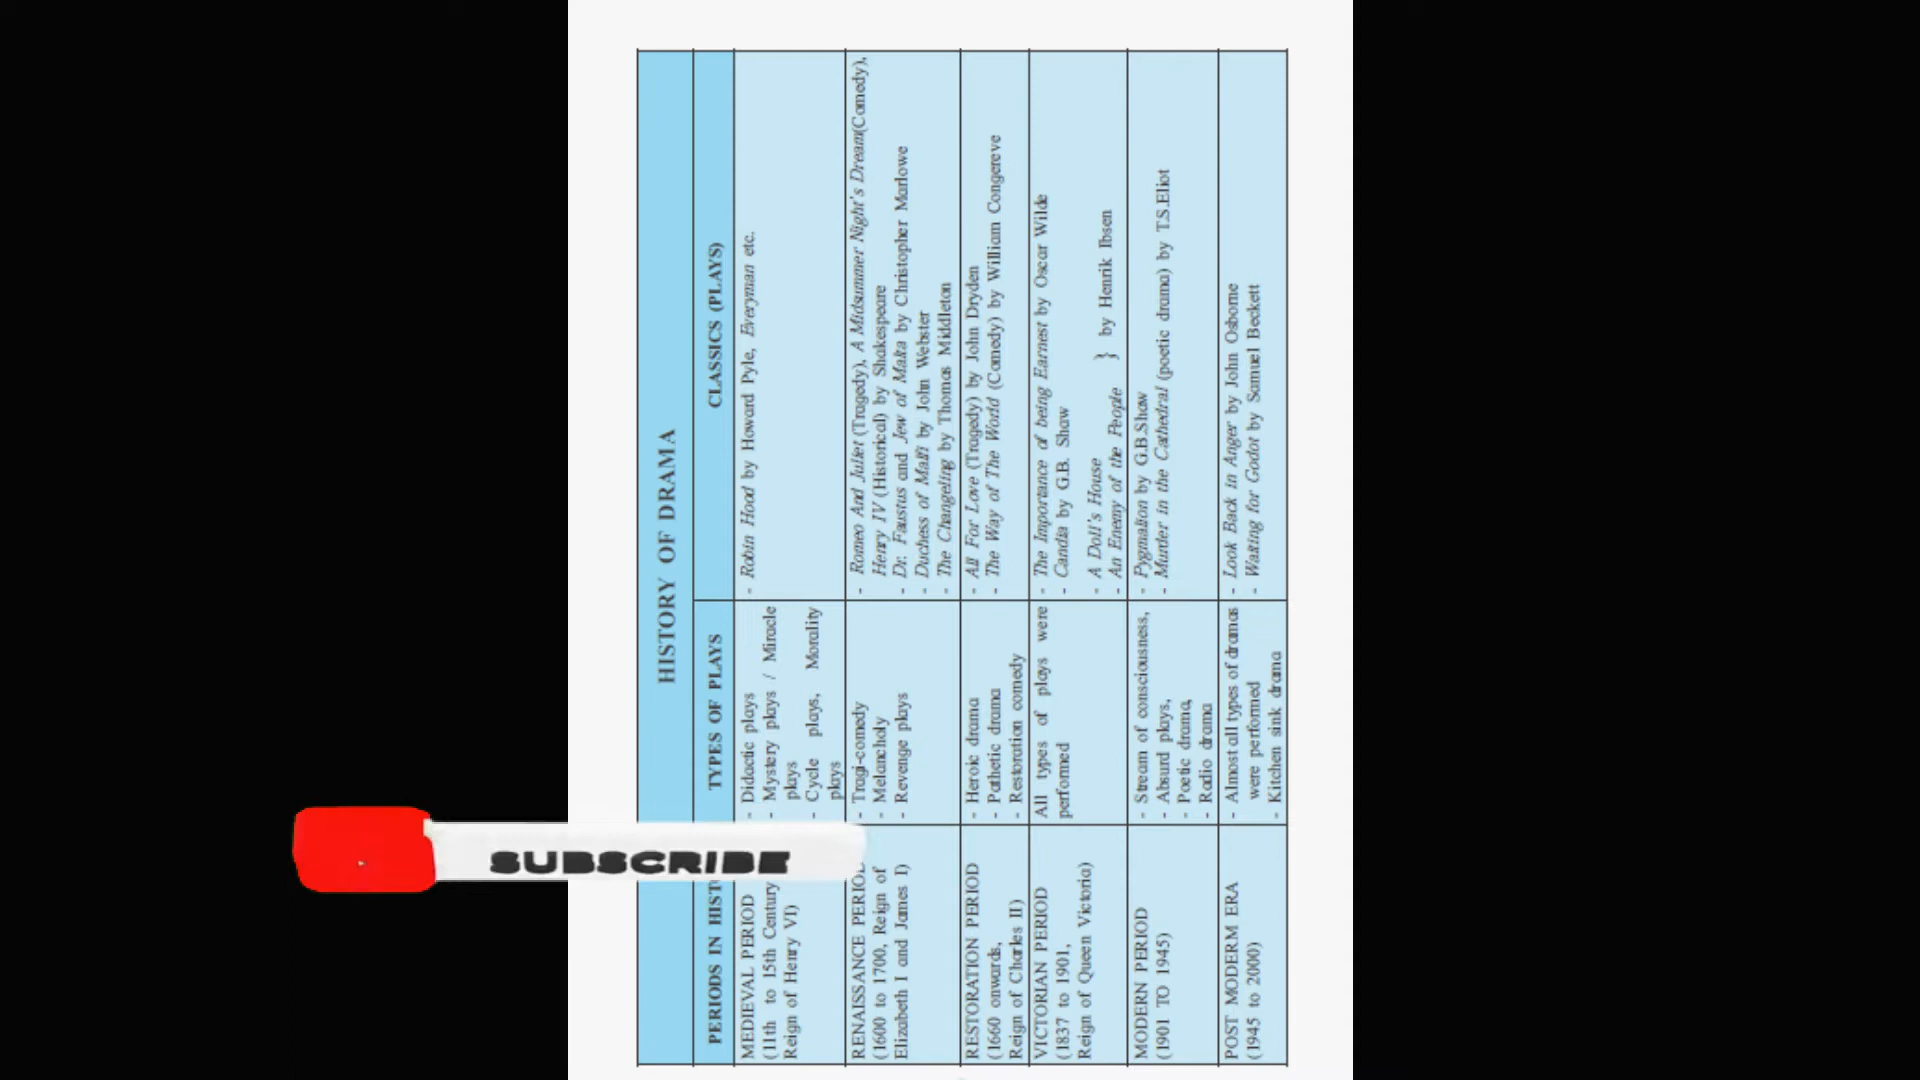 HISTORY OF DRAMA
PERIODS IN HIST
TYPES OF PLAYS
CLASSICS (PLAYS)
MEDIEVAL PERIOD
(11th to 15th Century
Reign of Henry VI)
- Didactic plays
- Mystery plays / Miracle
plays
- Cycle plays, Morality
plays
- Robin Hood by Howard Pyle, Everyman etc.
RENAISSANCE PERIOD
(1600 to 1700, Reign of
Elizabeth I and James I)
- Tragi-comedy
- Melancholy
- Revenge plays
- Romeo And Juliet (Tragedy), A Midsummer Night's Dream(Comedy),
Henry IV (Historical) by Shakespeare
- Dr. Faustus and Jew of Malta by Christopher Marlowe
- Duchess of Malfi by John Webster
- The Changeling by Thomas Middleton
RESTORATION PERIOD
(1660 onwards,
Reign of Charles II)
- Heroic drama
- Pathetic drama
- Restoration comedy
- All For Love (Tragedy) by John Dryden
- The Way of The World (Comedy) by William Congereve
VICTORIAN PERIOD
(1837 to 1901,
Reign of Queen Victoria)
All types of plays were
performed
- The Importance of being Earnest by Oscar Wilde
- Candia by G.B. Shaw
- A Doll's House
- An Enemy of the People } by Henrik Ibsen
MODERN PERIOD
(1901 TO 1945)
- Stream of consciousness,
- Absurd plays,
- Poetic drama,
- Radio drama
- Pygmalion by G.B.Shaw
- Murder in the Cathedral (poetic drama) by T.S.Eliot
POST MODERM ERA
(1945 to 2000)
- Almost all types of dramas
were performed
- Kitchen sink drama
- Look Back in Anger by John Osborne
- Waiting for Godot by Samuel Beckett
SUBSCRIBE